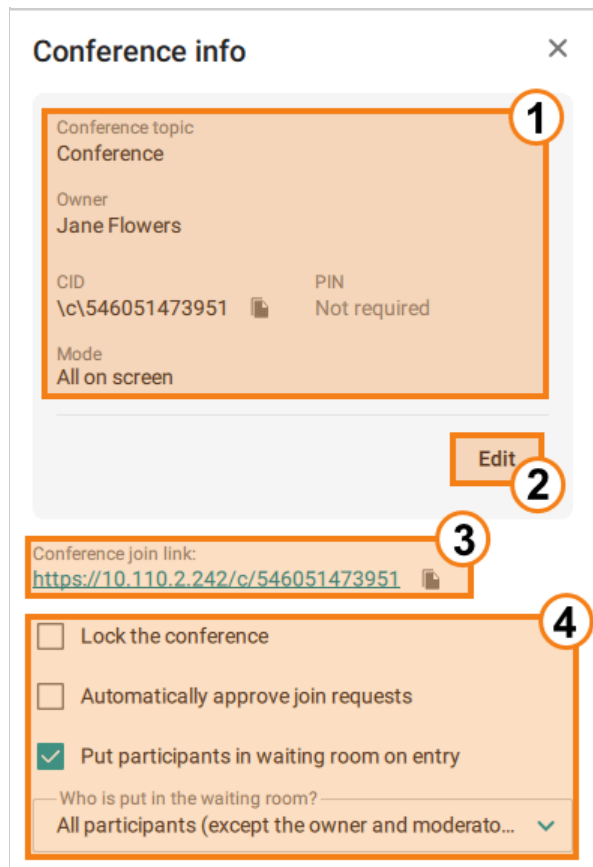 Conference info
1
Conference topic
Conference
Owner
Jane Flowers
CID PIN
\c\546051473951 Not required
Mode
All on screen
Edit
2
3
Conference join link:
https://10.110.2.242/c/546051473951
4
Lock the conference
Automatically approve join requests
Put participants in waiting room on entry
Who is put in the waiting room?
All participants (except the owner and moderato...